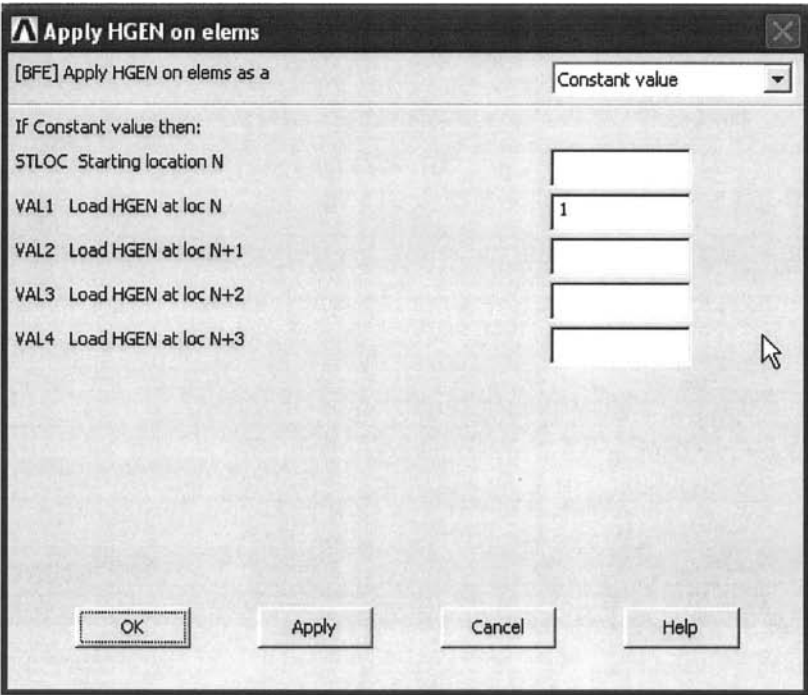 Apply HGEN on elems
[BFE] Apply HGEN on elems as a Constant value
If Constant value then:
STLOC Starting location N
VAL1 Load HGEN at loc N 1
VAL2 Load HGEN at loc N+1
VAL3 Load HGEN at loc N+2
VAL4 Load HGEN at loc N+3
OK Apply Cancel Help